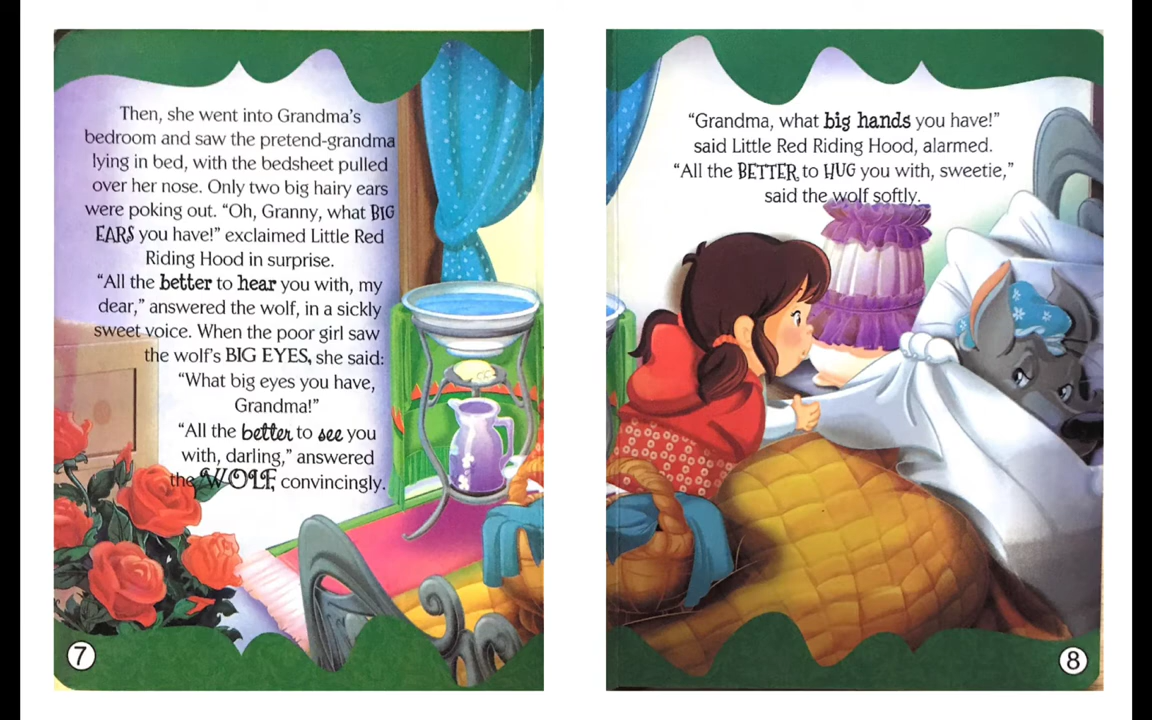 Then, she went into Grandma's
bedroom and saw the pretend-grandma
lying in bed, with the bedsheet pulled
over her nose. Only two big hairy ears
were poking out. “Oh, Granny, what BIG
EARS you have!” exclaimed Little Red
Riding Hood in surprise.
“All the better to hear you with, my
dear,” answered the wolf, in a sickly
sweet voice. When the poor girl saw
the wolf's BIG EYES, she said:
“What big eyes you have,
Grandma!”
“All the better to see you
with, darling,” answered
the WOLF, convincingly.
7
“Grandma, what big hands you have!”
said Little Red Riding Hood, alarmed.
“All the BETTER to HUG you with, sweetie,”
said the wolf softly.
8